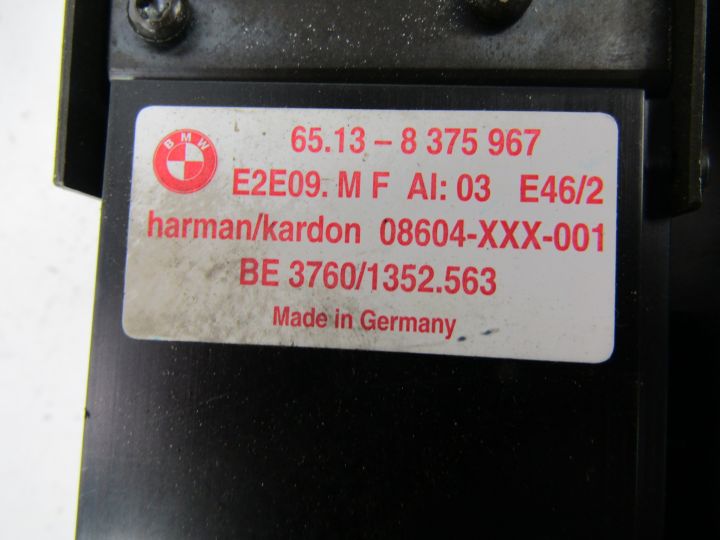 BMW
65.13 – 8 375 967
E2E09. M F AI: 03 E46/2
harman/kardon 08604-XXX-001
BE 3760/1352.563
Made in Germany